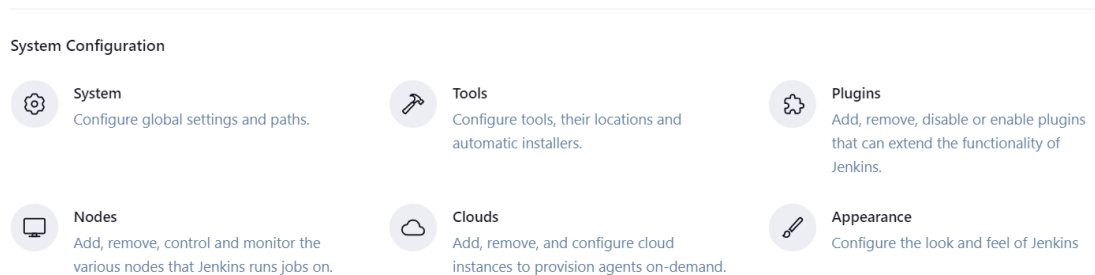 System Configuration
System
Configure global settings and paths.
Tools
Configure tools, their locations and
automatic installers.
Plugins
Add, remove, disable or enable plugins
that can extend the functionality of
Jenkins.
Nodes
Add, remove, control and monitor the
various nodes that Jenkins runs jobs on.
Clouds
Add, remove, and configure cloud
instances to provision agents on-demand.
Appearance
Configure the look and feel of Jenkins